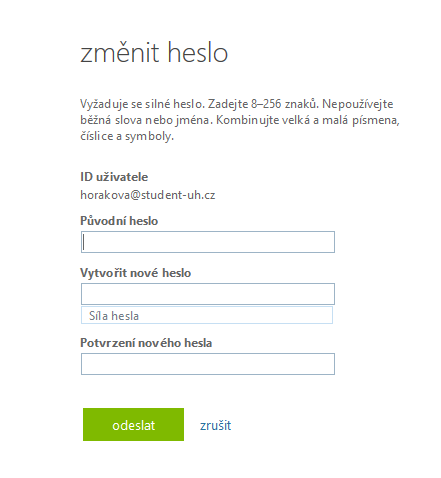 změnit heslo
Vyžaduje se silné heslo. Zadejte 8–256 znaků. Nepoužívejte
běžná slova nebo jména. Kombinujte velká a malá písmena,
číslice a symboly.
ID uživatele
horakova@student-uh.cz
Původní heslo
Vytvořit nové heslo
Síla hesla
Potvrzení nového hesla
odeslat zrušit